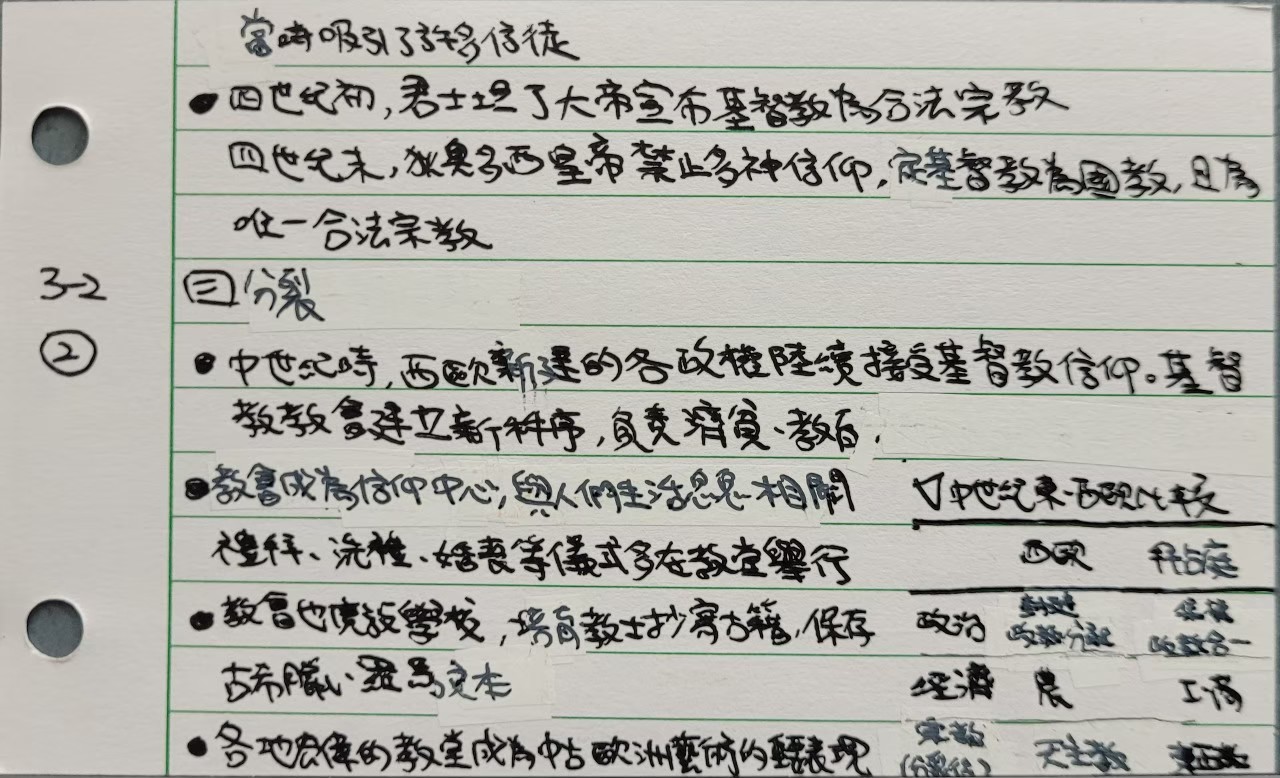 當時吸引了許多信徒
● 四世紀初,君士坦丁大帝宣布基督教為合法宗教
四世紀末,狄奧多西皇帝禁止多神信仰,定基督教為國教,且為
唯一合法宗教
3-2
②
三 分裂
● 中世紀時,西歐新建的各政權陸續接受基督教信仰。基督
教教會建立新秩序,負責濟貧、教育,
● 教會成為信仰中心,與人們生活息息相關
禮拜、洗禮、婚喪等儀式多在教堂舉行
● 教會也廣設學校,培育教士抄寫古籍,保存
古希臘、羅馬文本
● 各地宏偉的教堂成為中古歐洲藝術的主要表現
▽中世紀東·西歐比較
西歐 拜占庭
政治 封建 政教分離 政教合一
經濟 農 工商
宗教 天主教 東正教